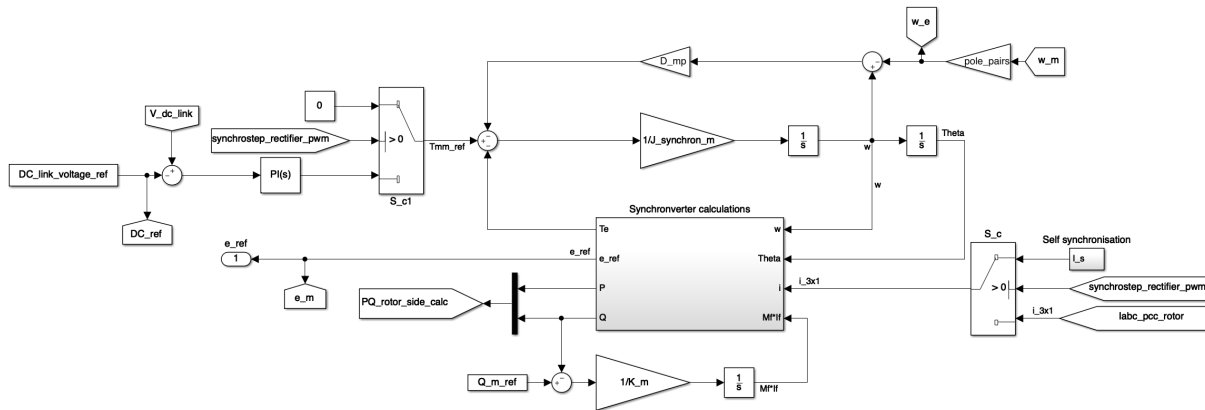 w_e
D_mp
pole_pairs
w_m
V_dc_link
0
synchrostep_rectifier_pwm
> 0
Tmm_ref
1/J_synchron_m
1
s
w
1
s
Theta
DC_link_voltage_ref
PI(s)
S_c1
w
DC_ref
Synchronverter calculations
Te
e_ref
P
Q
w
Theta
i
Mf*If
e_ref
1
e_ref
e_m
PQ_rotor_side_calc
i_3x1
S_c
> 0
Self synchronisation
I_s
synchrostep_rectifier_pwm
i_3x1
Iabc_pcc_rotor
Q_m_ref
1/K_m
1
s
Mf*If